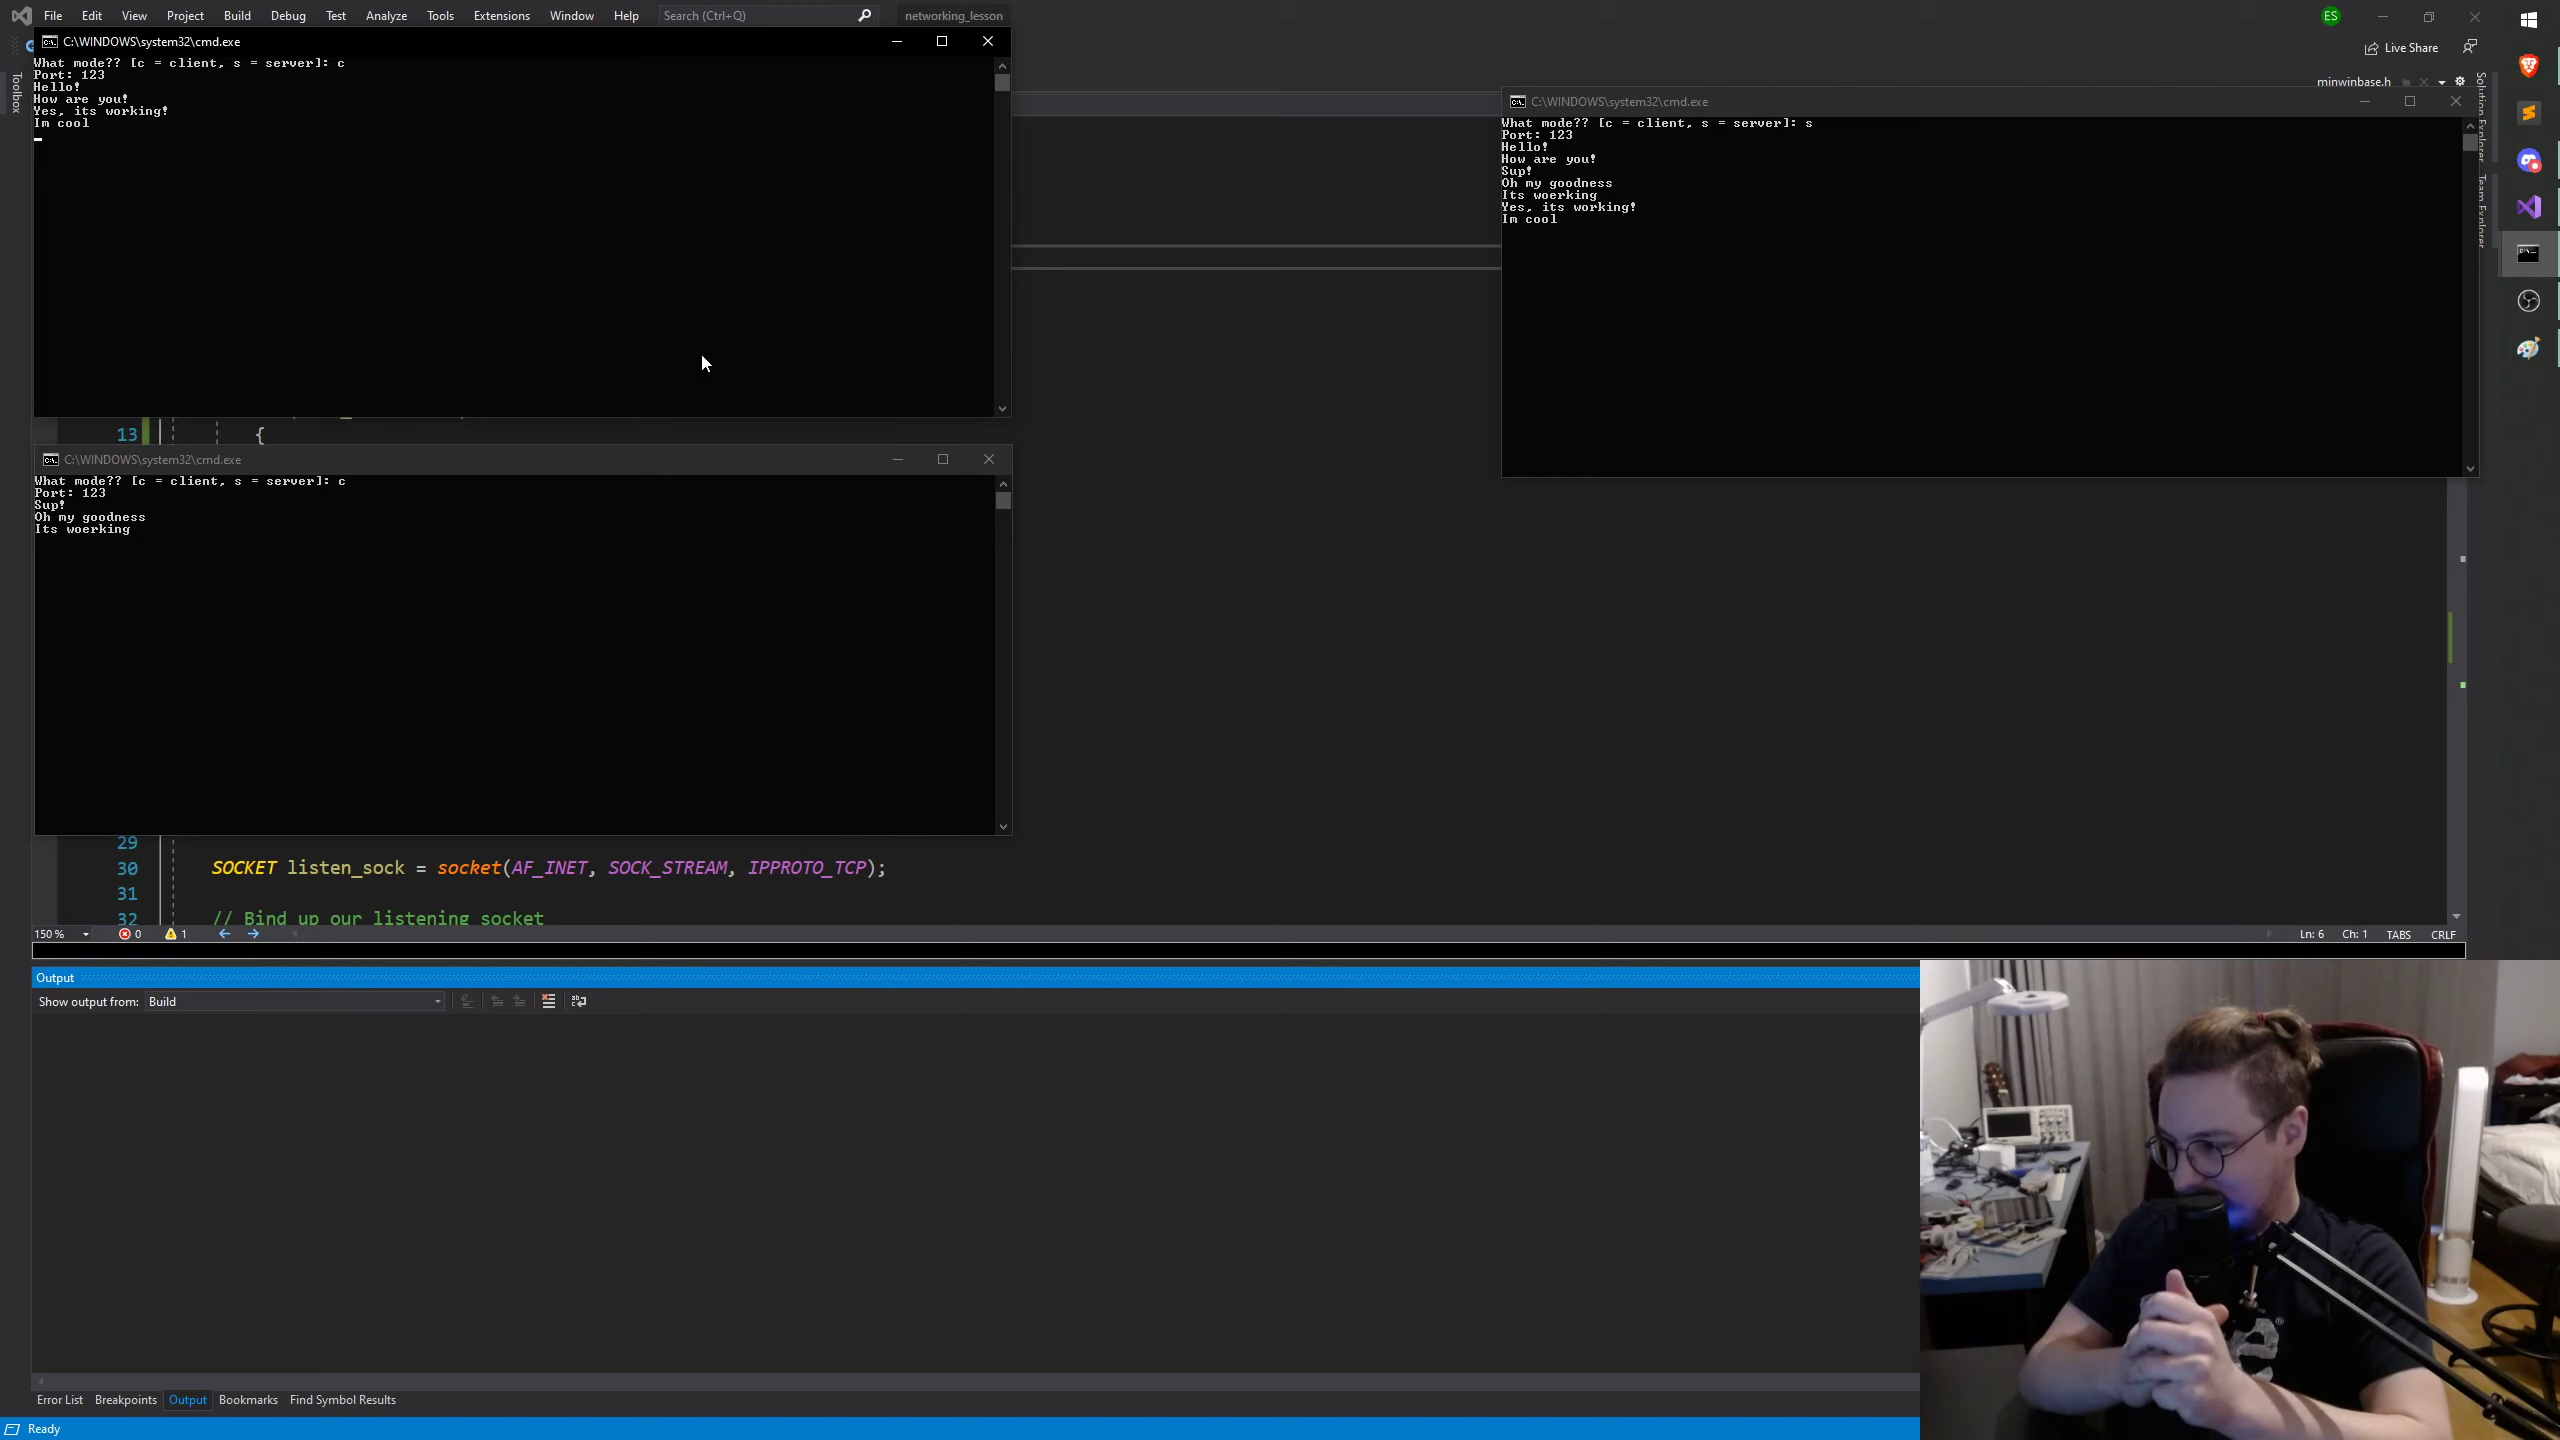 File Edit View Project Build Debug Test Analyze Tools Extensions Window Help Search (Ctrl+Q) networking_lesson ES
Live Share
Toolbox
C:\WINDOWS\system32\cmd.exe
What mode?? [c = client, s = server]: c
Port: 123
Hello!
How are you!
Yes, its working!
Im cool
minwinbase.h
Solution Explorer
Team Explorer
C:\WINDOWS\system32\cmd.exe
What mode?? [c = client, s = server]: s
Port: 123
Hello!
How are you!
Sup!
Oh my goodness
Its woerking
Yes, its working!
Im cool
13 {
C:\WINDOWS\system32\cmd.exe
What mode?? [c = client, s = server]: c
Port: 123
Sup!
Oh my goodness
Its woerking
29
30 SOCKET listen_sock = socket(AF_INET, SOCK_STREAM, IPPROTO_TCP);
31
32 // Bind up our listening socket
150 % 0 1 Ln: 6 Ch: 1 TABS CRLF
Output
Show output from: Build
Error List Breakpoints Output Bookmarks Find Symbol Results
Ready